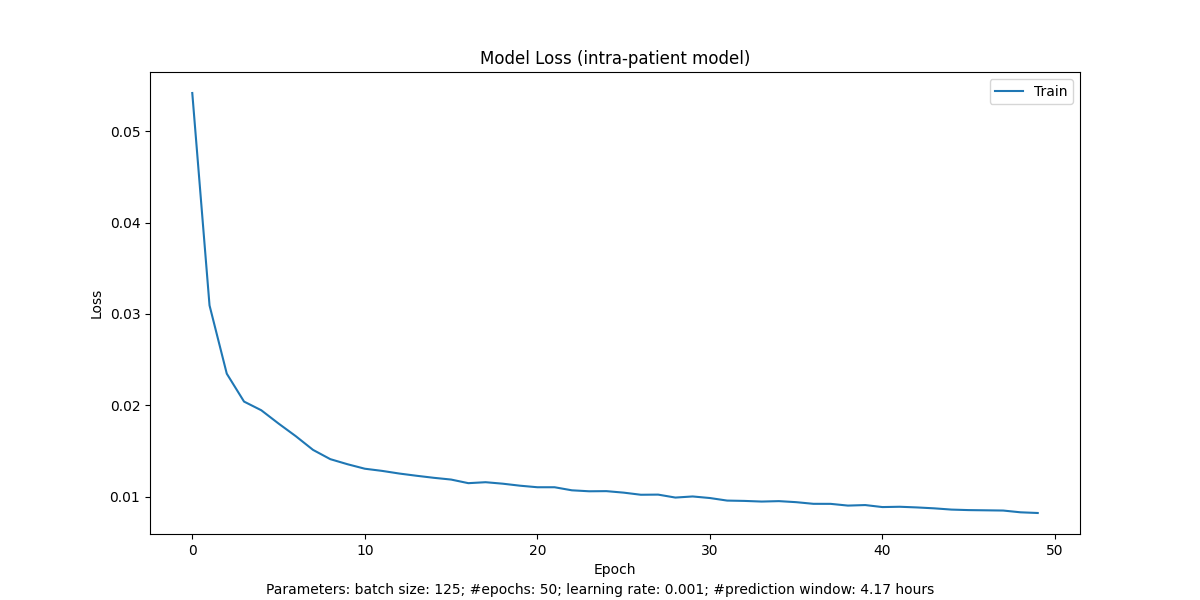 Model Loss (intra-patient model)
Train
0.05
0.04
0.03
0.02
0.01
Loss
0 10 20 30 40 50
Epoch
Parameters: batch size: 125; #epochs: 50; learning rate: 0.001; #prediction window: 4.17 hours